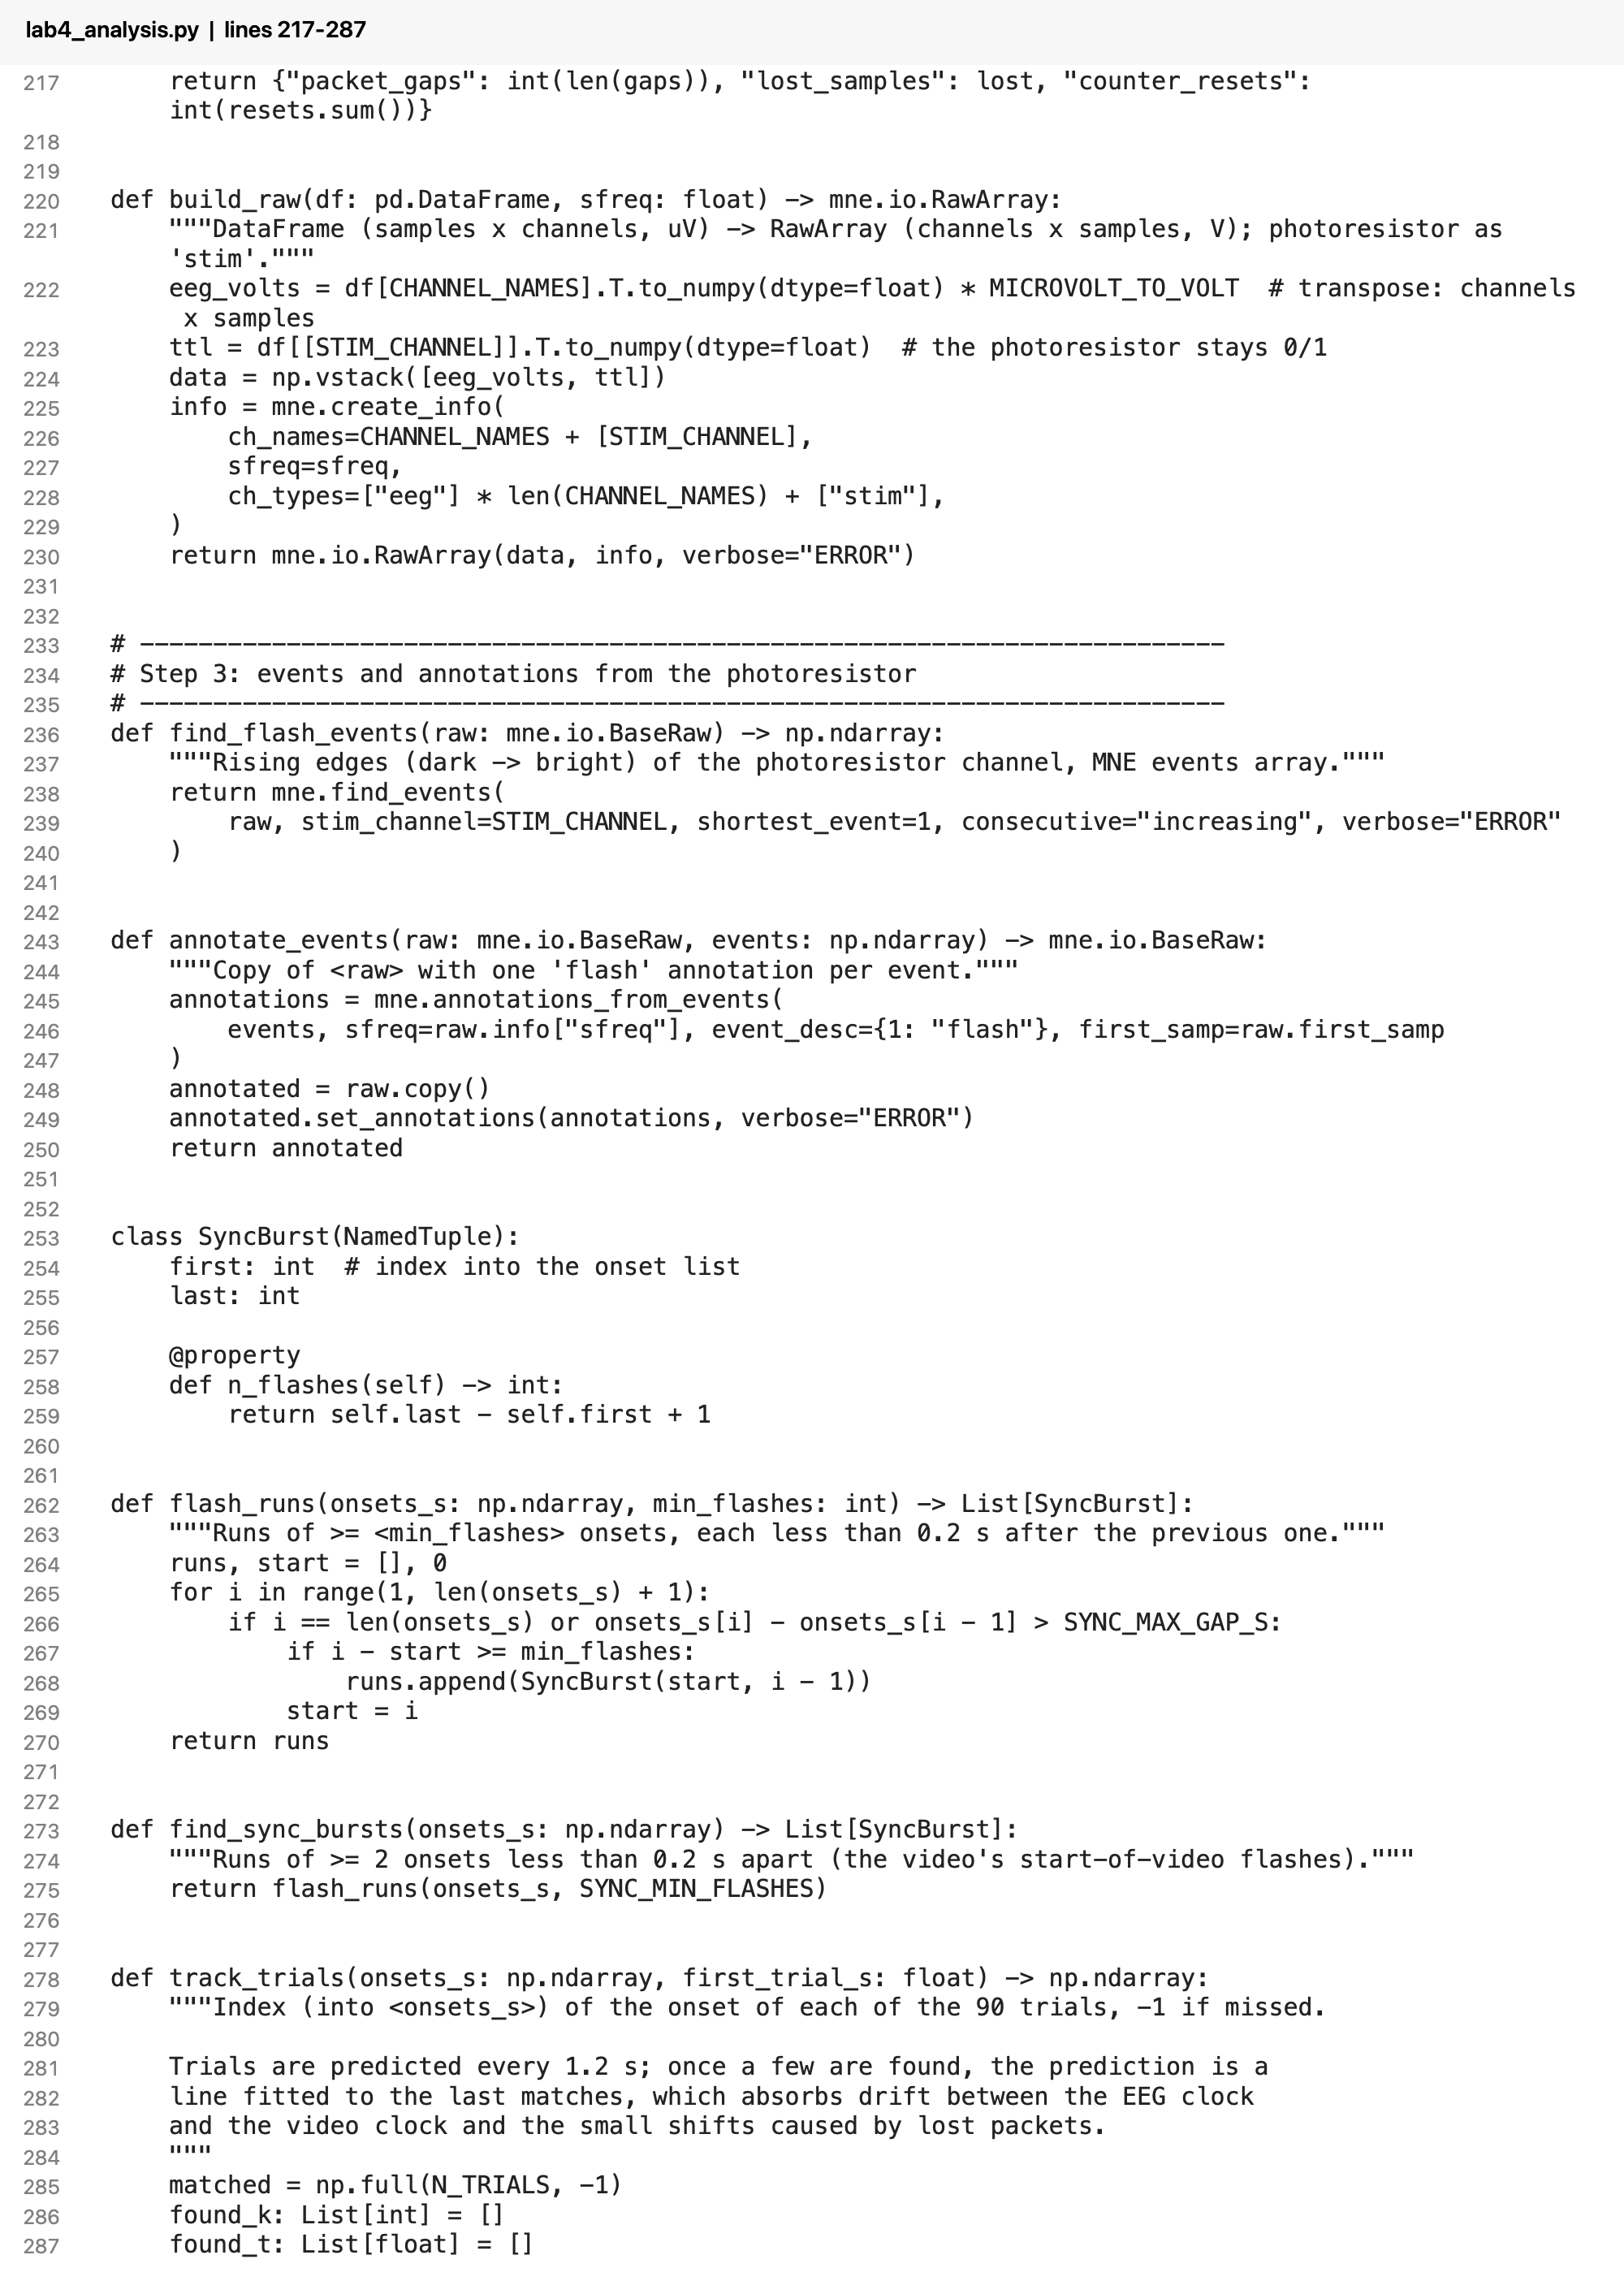 lab4_analysis.py | lines 217-287
217 return {"packet_gaps": int(len(gaps)), "lost_samples": lost, "counter_resets":
int(resets.sum())}
218
219
220 def build_raw(df: pd.DataFrame, sfreq: float) -> mne.io.RawArray:
221     """DataFrame (samples x channels, uV) -> RawArray (channels x samples, V); photoresistor as
'stim'."""
222     eeg_volts = df[CHANNEL_NAMES].T.to_numpy(dtype=float) * MICROVOLT_TO_VOLT  # transpose: channels
x samples
223     ttl = df[[STIM_CHANNEL]].T.to_numpy(dtype=float)  # the photoresistor stays 0/1
224     data = np.vstack([eeg_volts, ttl])
225     info = mne.create_info(
226         ch_names=CHANNEL_NAMES + [STIM_CHANNEL],
227         sfreq=sfreq,
228         ch_types=["eeg"] * len(CHANNEL_NAMES) + ["stim"],
229     )
230     return mne.io.RawArray(data, info, verbose="ERROR")
231
232
233 # --------------------------------------------------------------------------
234 # Step 3: events and annotations from the photoresistor
235 # --------------------------------------------------------------------------
236 def find_flash_events(raw: mne.io.BaseRaw) -> np.ndarray:
237     """Rising edges (dark -> bright) of the photoresistor channel, MNE events array."""
238     return mne.find_events(
239         raw, stim_channel=STIM_CHANNEL, shortest_event=1, consecutive="increasing", verbose="ERROR"
240     )
241
242
243 def annotate_events(raw: mne.io.BaseRaw, events: np.ndarray) -> mne.io.BaseRaw:
244     """Copy of <raw> with one 'flash' annotation per event."""
245     annotations = mne.annotations_from_events(
246         events, sfreq=raw.info["sfreq"], event_desc={1: "flash"}, first_samp=raw.first_samp
247     )
248     annotated = raw.copy()
249     annotated.set_annotations(annotations, verbose="ERROR")
250     return annotated
251
252
253 class SyncBurst(NamedTuple):
254     first: int  # index into the onset list
255     last: int
256
257     @property
258     def n_flashes(self) -> int:
259         return self.last - self.first + 1
260
261
262 def flash_runs(onsets_s: np.ndarray, min_flashes: int) -> List[SyncBurst]:
263     """Runs of >= <min_flashes> onsets, each less than 0.2 s after the previous one."""
264     runs, start = [], 0
265     for i in range(1, len(onsets_s) + 1):
266         if i == len(onsets_s) or onsets_s[i] - onsets_s[i - 1] > SYNC_MAX_GAP_S:
267             if i - start >= min_flashes:
268                 runs.append(SyncBurst(start, i - 1))
269             start = i
270     return runs
271
272
273 def find_sync_bursts(onsets_s: np.ndarray) -> List[SyncBurst]:
274     """Runs of >= 2 onsets less than 0.2 s apart (the video's start-of-video flashes)."""
275     return flash_runs(onsets_s, SYNC_MIN_FLASHES)
276
277
278 def track_trials(onsets_s: np.ndarray, first_trial_s: float) -> np.ndarray:
279     """Index (into <onsets_s>) of the onset of each of the 90 trials, -1 if missed.
280
281     Trials are predicted every 1.2 s; once a few are found, the prediction is a
282     line fitted to the last matches, which absorbs drift between the EEG clock
283     and the video clock and the small shifts caused by lost packets.
284     """
285     matched = np.full(N_TRIALS, -1)
286     found_k: List[int] = []
287     found_t: List[float] = []